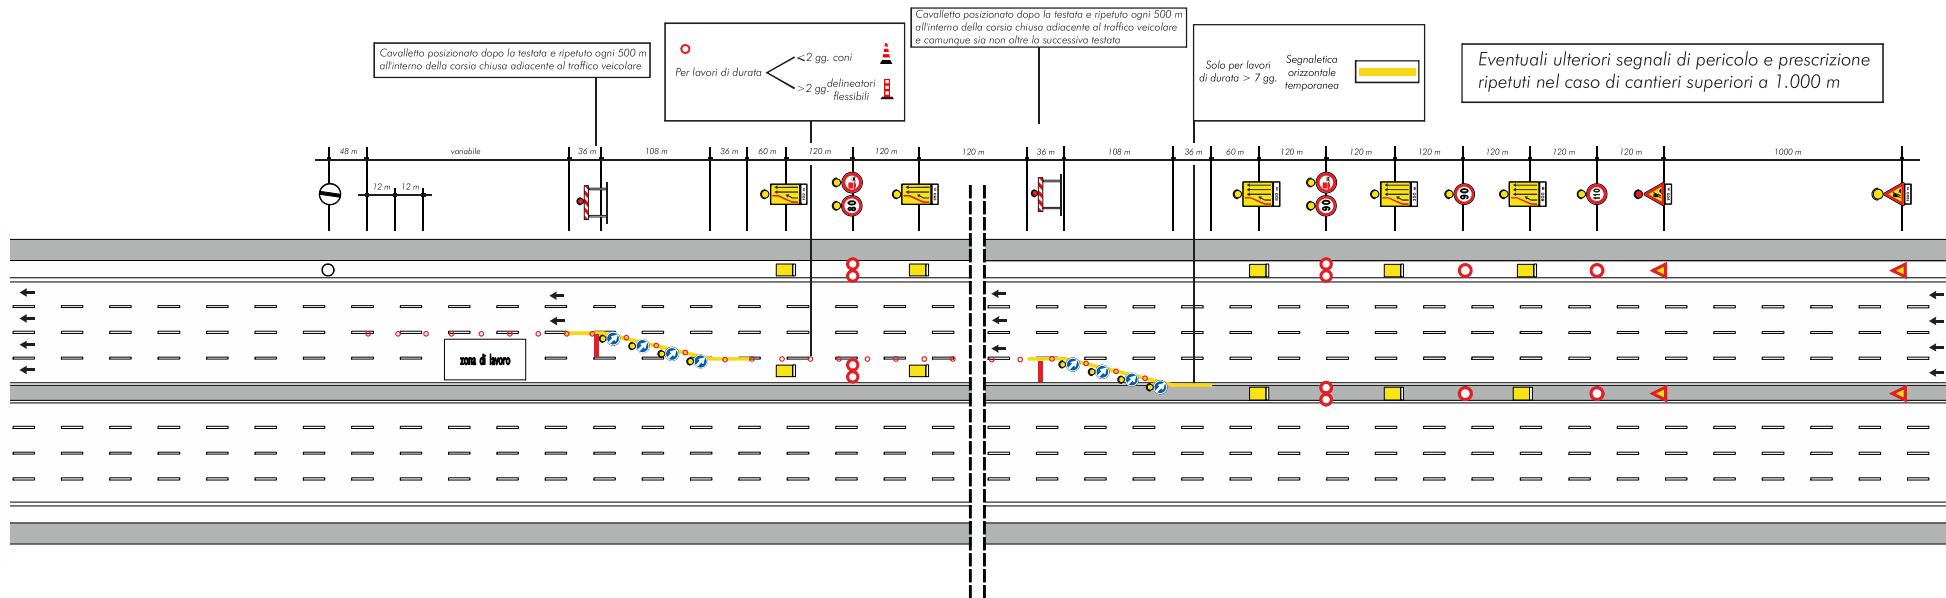 Cavalletto posizionato dopo la testata e ripetuto ogni 500 m
all'interno della corsia chiusa adiacente al traffico veicolare
Per lavori di durata
<2 gg. coni
>2 gg. delineatori
flessibili
Cavalletto posizionato dopo la testata e ripetuto ogni 500 m
all'interno della corsia chiusa adiacente al traffico veicolare
e comunque sia non oltre la successiva testata
Solo per lavori
di durata > 7 gg.
Segnaletica
orizzontale
temporanea
Eventuali ulteriori segnali di pericolo e prescrizione
ripetuti nel caso di cantieri superiori a 1.000 m
48 m variabile 36 m 108 m 36 m 60 m 120 m 120 m 120 m 36 m 108 m 36 m 60 m 120 m 120 m 120 m 120 m 120 m 120 m 1000 m
12 m 12 m
80
90
90
110
zona di lavoro